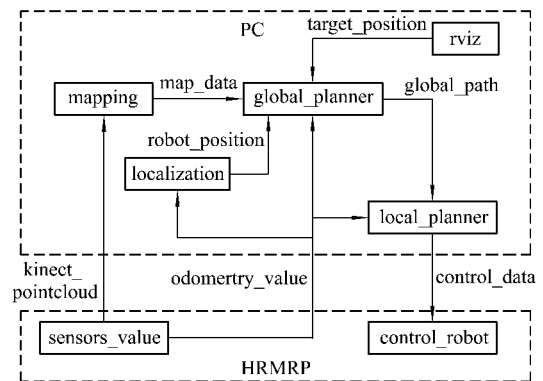 target_position
PC
rviz
map_data
global_path
mapping
global_planner
robot_position
localization
local_planner
kinect_
pointcloud
odomertry_value
control_data
sensors_value
control_robot
HRMRP